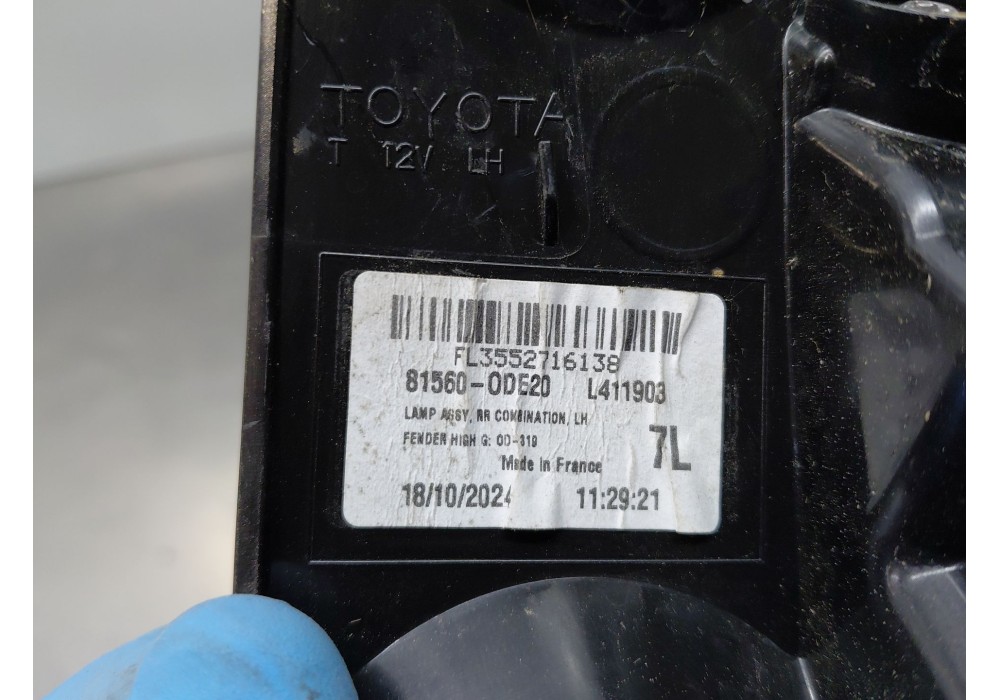 TOYOTA
T 12V LH
FL3552716138
81560-0DE20 L411903
LAMP ASSY, RR COMBINATION, LH
FENDER HIGH G: 0D-319
7L
Made in France
18/10/2024 11:29:21